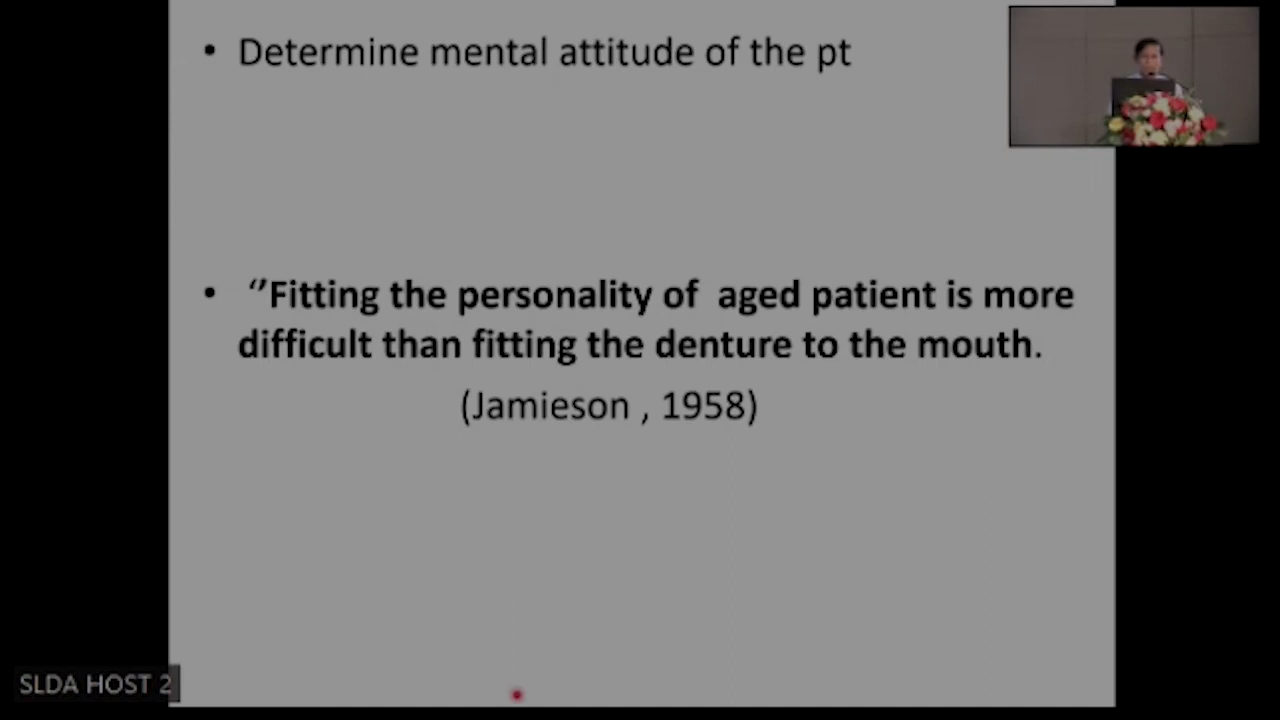 • Determine mental attitude of the pt
• “Fitting the personality of  aged patient is more
difficult than fitting the denture to the mouth.
(Jamieson , 1958)
SLDA HOST 2